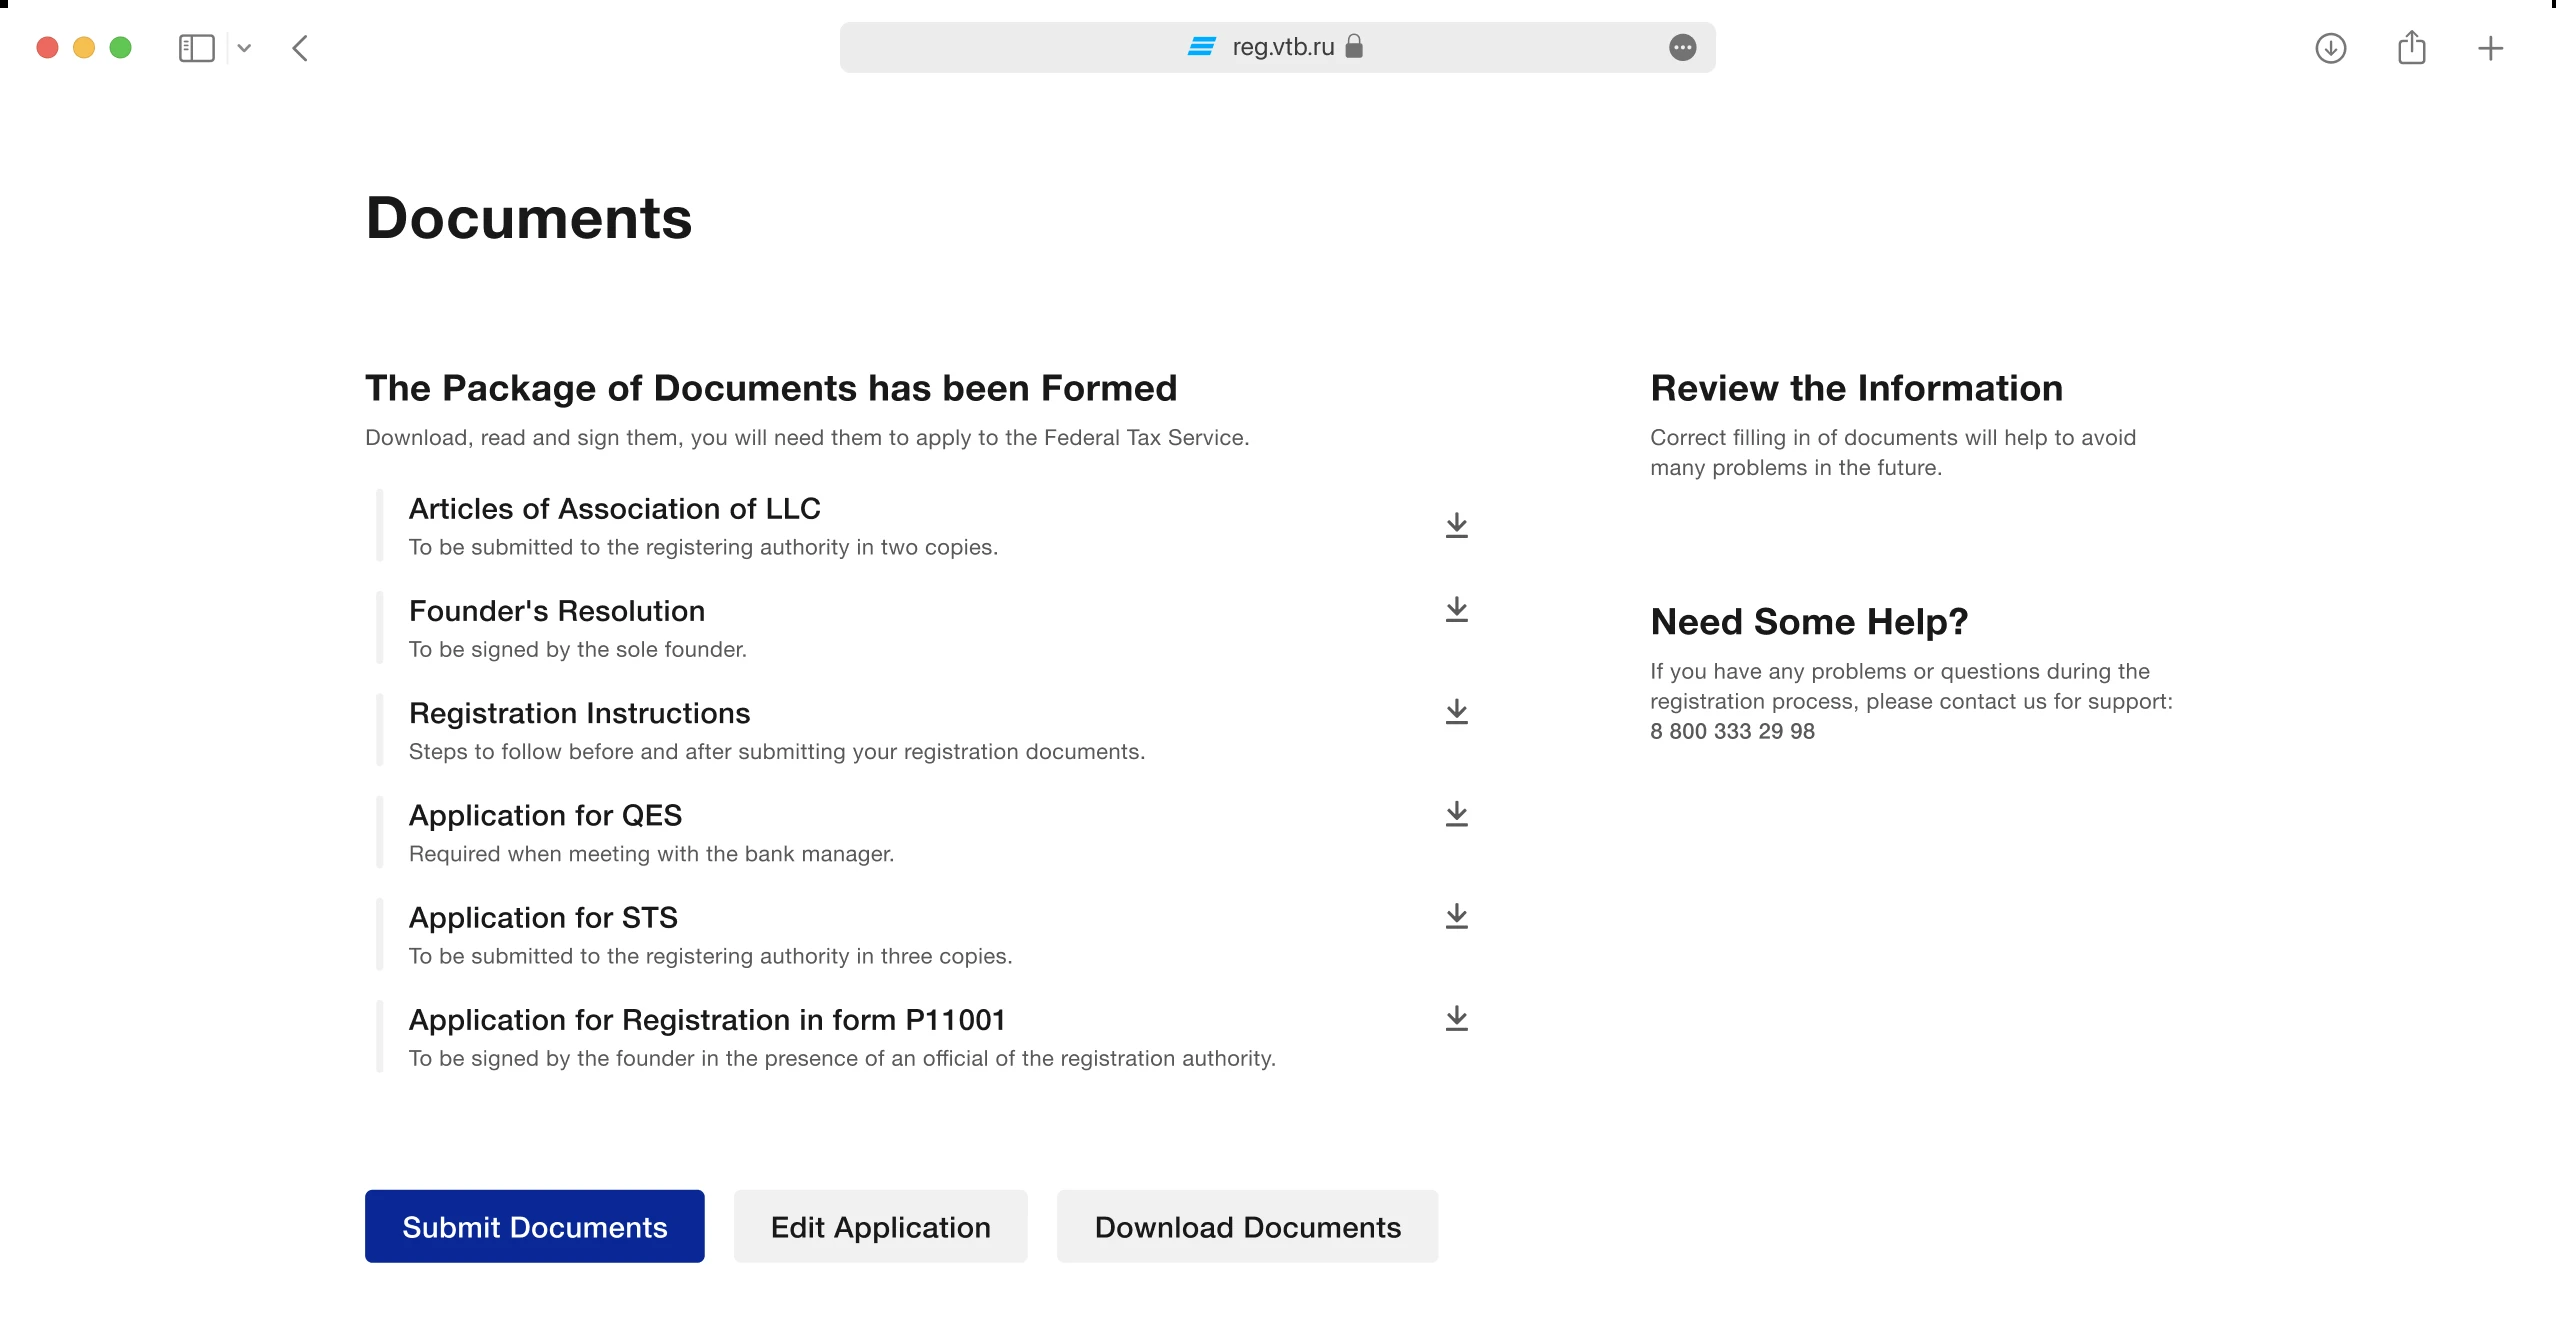 reg.vtb.ru
Documents
The Package of Documents has been Formed
Download, read and sign them, you will need them to apply to the Federal Tax Service.
Articles of Association of LLC
To be submitted to the registering authority in two copies.
Founder's Resolution
To be signed by the sole founder.
Registration Instructions
Steps to follow before and after submitting your registration documents.
Application for QES
Required when meeting with the bank manager.
Application for STS
To be submitted to the registering authority in three copies.
Application for Registration in form P11001
To be signed by the founder in the presence of an official of the registration authority.
Submit Documents
Edit Application
Download Documents
Review the Information
Correct filling in of documents will help to avoid
many problems in the future.
Need Some Help?
If you have any problems or questions during the
registration process, please contact us for support:
8 800 333 29 98